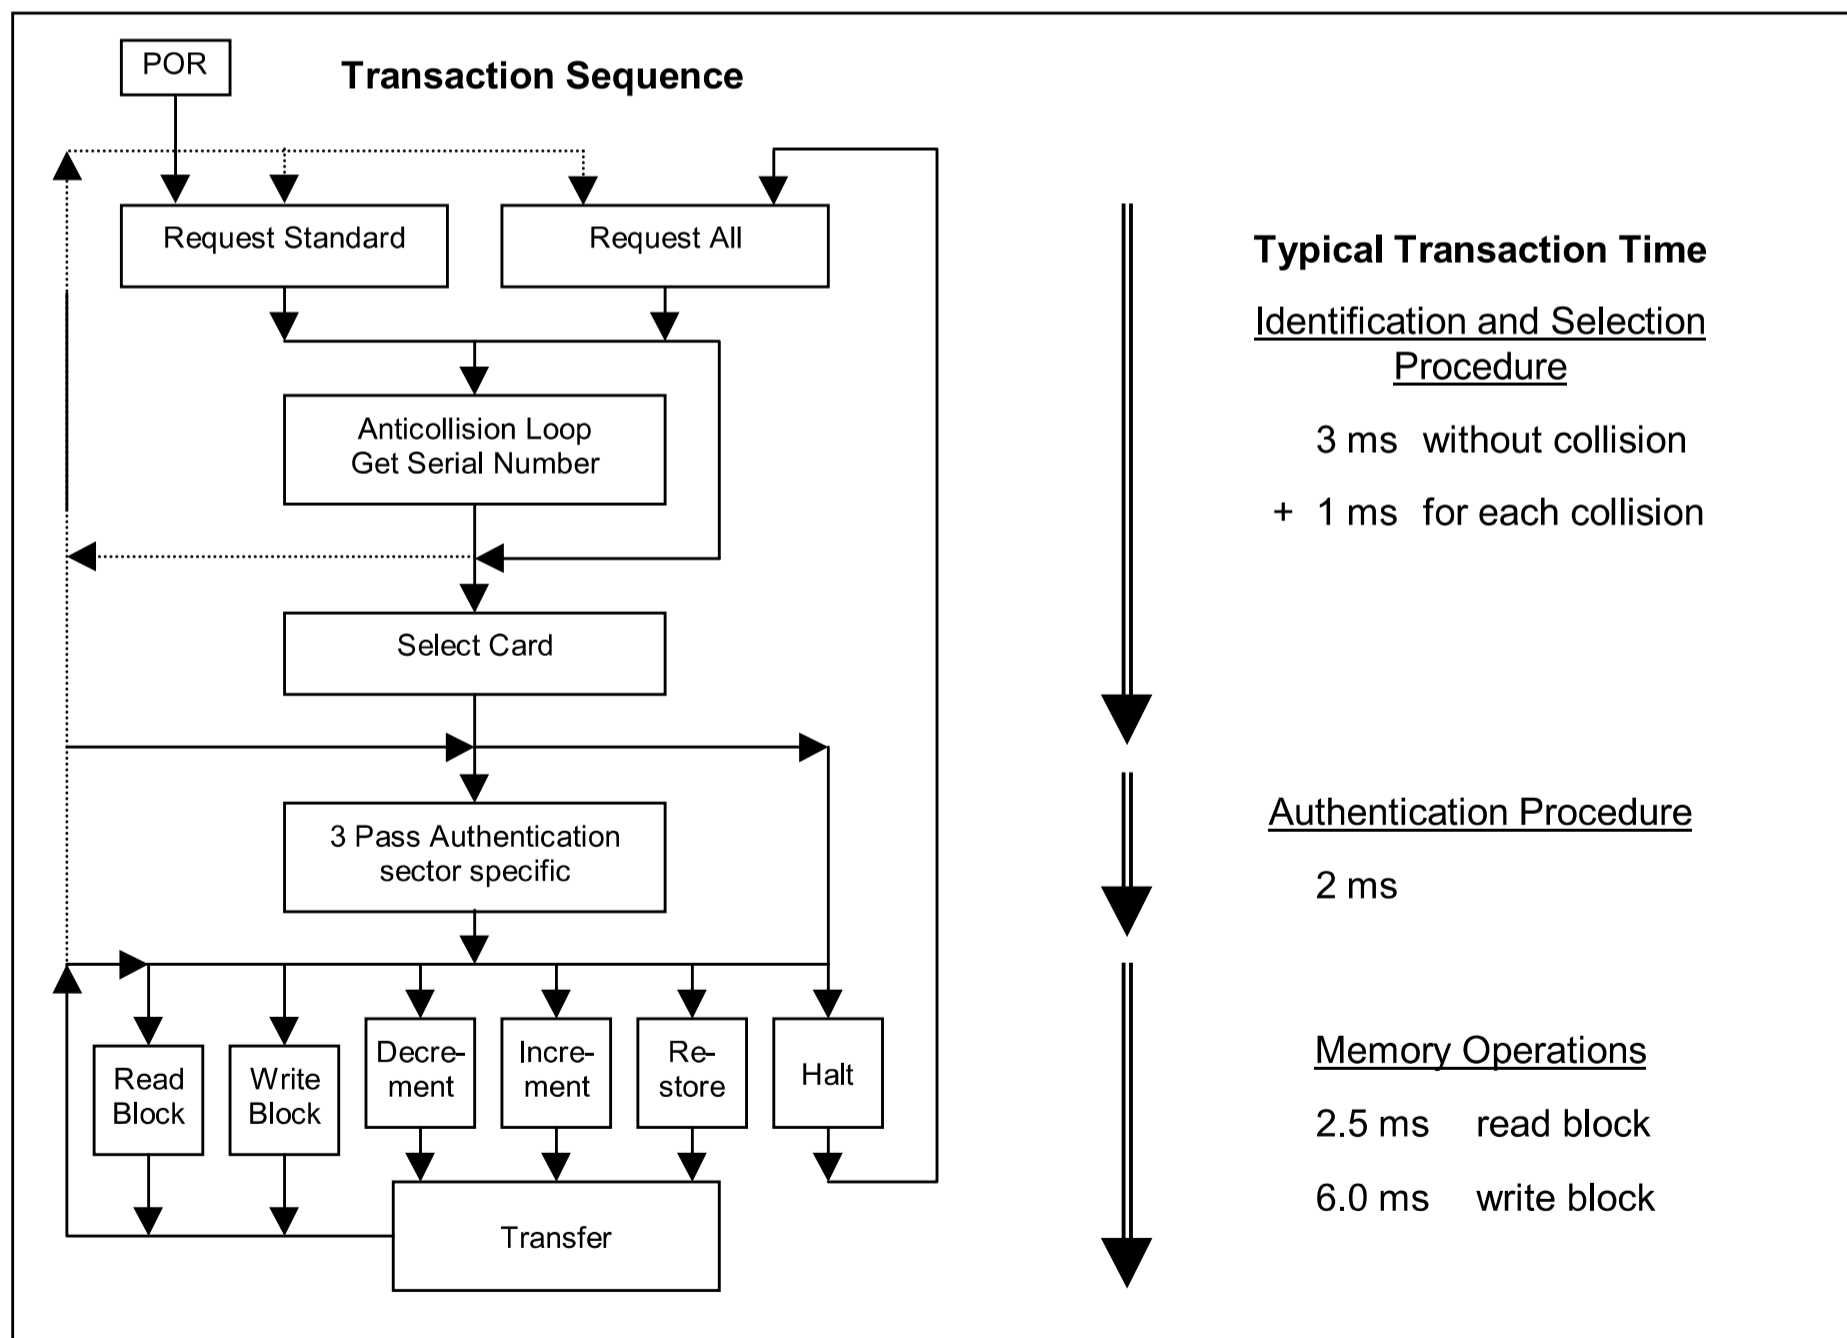 POR
Transaction Sequence
Request Standard
Request All
Anticollision Loop
Get Serial Number
Select Card
3 Pass Authentication
sector specific
Read
Block
Write
Block
Decre-
ment
Incre-
ment
Re-
store
Halt
Transfer
Typical Transaction Time
Identification and Selection
Procedure
3 ms without collision
+ 1 ms for each collision
Authentication Procedure
2 ms
Memory Operations
2.5 ms read block
6.0 ms write block